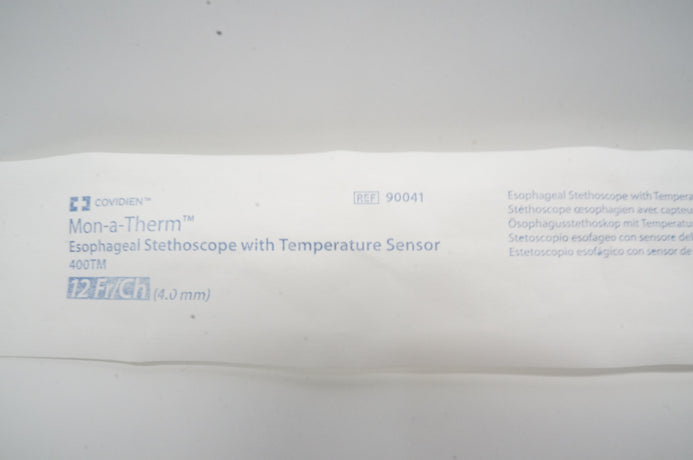 COVIDIEN™
REF 90041
Mon-a-Therm™
Esophageal Stethoscope with Temperature Sensor
400TM
12 Fr/Ch (4.0 mm)
Esophageal Stethoscope with Tempera
Stéthoscope œsophagien avec capteu
Ösophagusstethoskop mit Temperatu
Stetoscopio esofageo con sensore del
Estetoscopio esofágico con sensor de